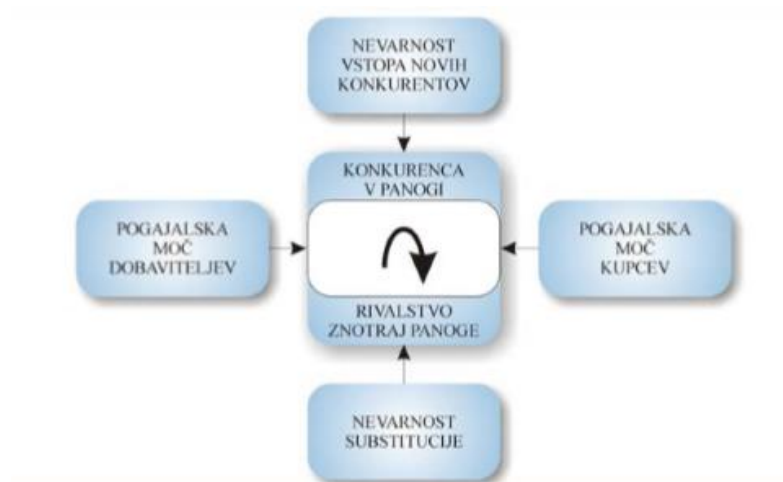 NEVARNOST
VSTOPA NOVIH
KONKURENTOV
KONKURENCA
V PANOGI
POGAJALSKA
MOČ
DOBAVITELJEV
POGAJALSKA
MOČ
KUPCEV
RIVALSTVO
ZNOTRAJ PANOGE
NEVARNOST
SUBSTITUCIJE